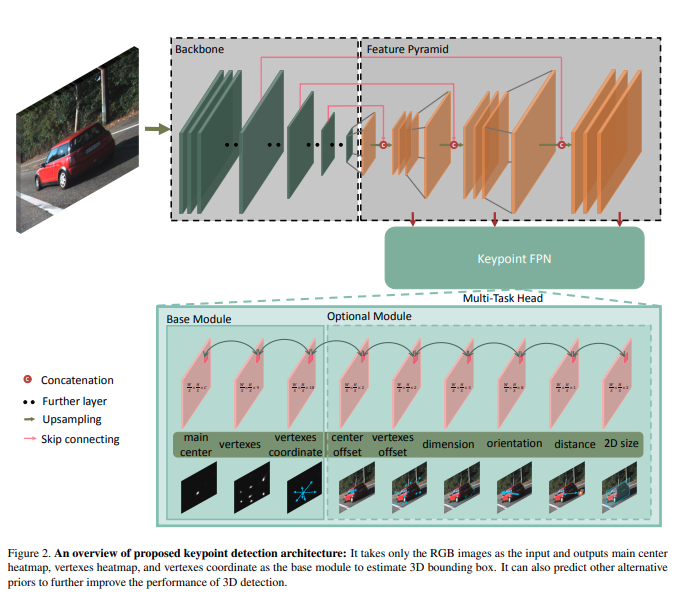 Backbone
Feature Pyramid
C
C
C
Keypoint FPN
Multi-Task Head
Base Module
Optional Module
main center
vertexes
vertexes coordinate
center offset
vertexes offset
dimension
orientation
distance
2D size
C Concatenation
Further layer
Upsampling
Skip connecting
Figure 2. An overview of proposed keypoint detection architecture: It takes only the RGB images as the input and outputs main center
heatmap, vertexes heatmap, and vertexes coordinate as the base module to estimate 3D bounding box. It can also predict other alternative
priors to further improve the performance of 3D detection.